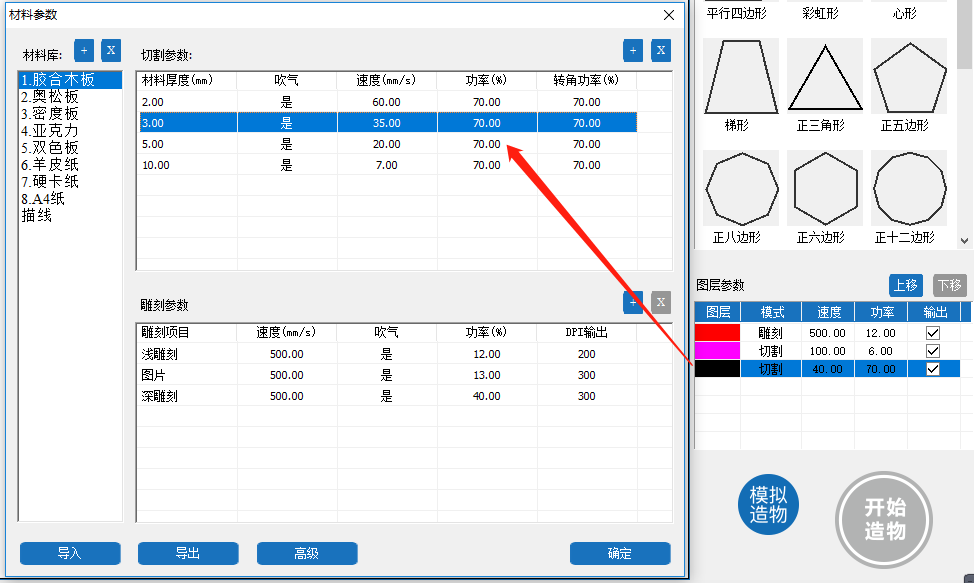 材料参数
材料库: + X
1.胶合木板
2.奥松板
3.密度板
4.亚克力
5.双色板
6.羊皮纸
7.硬卡纸
8.A4纸
描线
切割参数: + X
材料厚度(mm) 吹气 速度(mm/s) 功率(%) 转角功率(%)
2.00 是 60.00 70.00 70.00
3.00 是 35.00 70.00 70.00
5.00 是 20.00 70.00 70.00
10.00 是 7.00 70.00 70.00
雕刻参数 + X
雕刻项目 速度(mm/s) 吹气 功率(%) DPI输出
浅雕刻 500.00 是 12.00 200
图片 500.00 是 13.00 300
深雕刻 500.00 是 40.00 300
导入 导出 高级 确定
平行四边形 彩虹形 心形
梯形 正三角形 正五边形
正八边形 正六边形 正十二边形
图层参数 上移 下移
图层 模式 速度 功率 输出
雕刻 500.00 12.00
切割 100.00 6.00
切割 40.00 70.00
模拟
造物
开始
造物